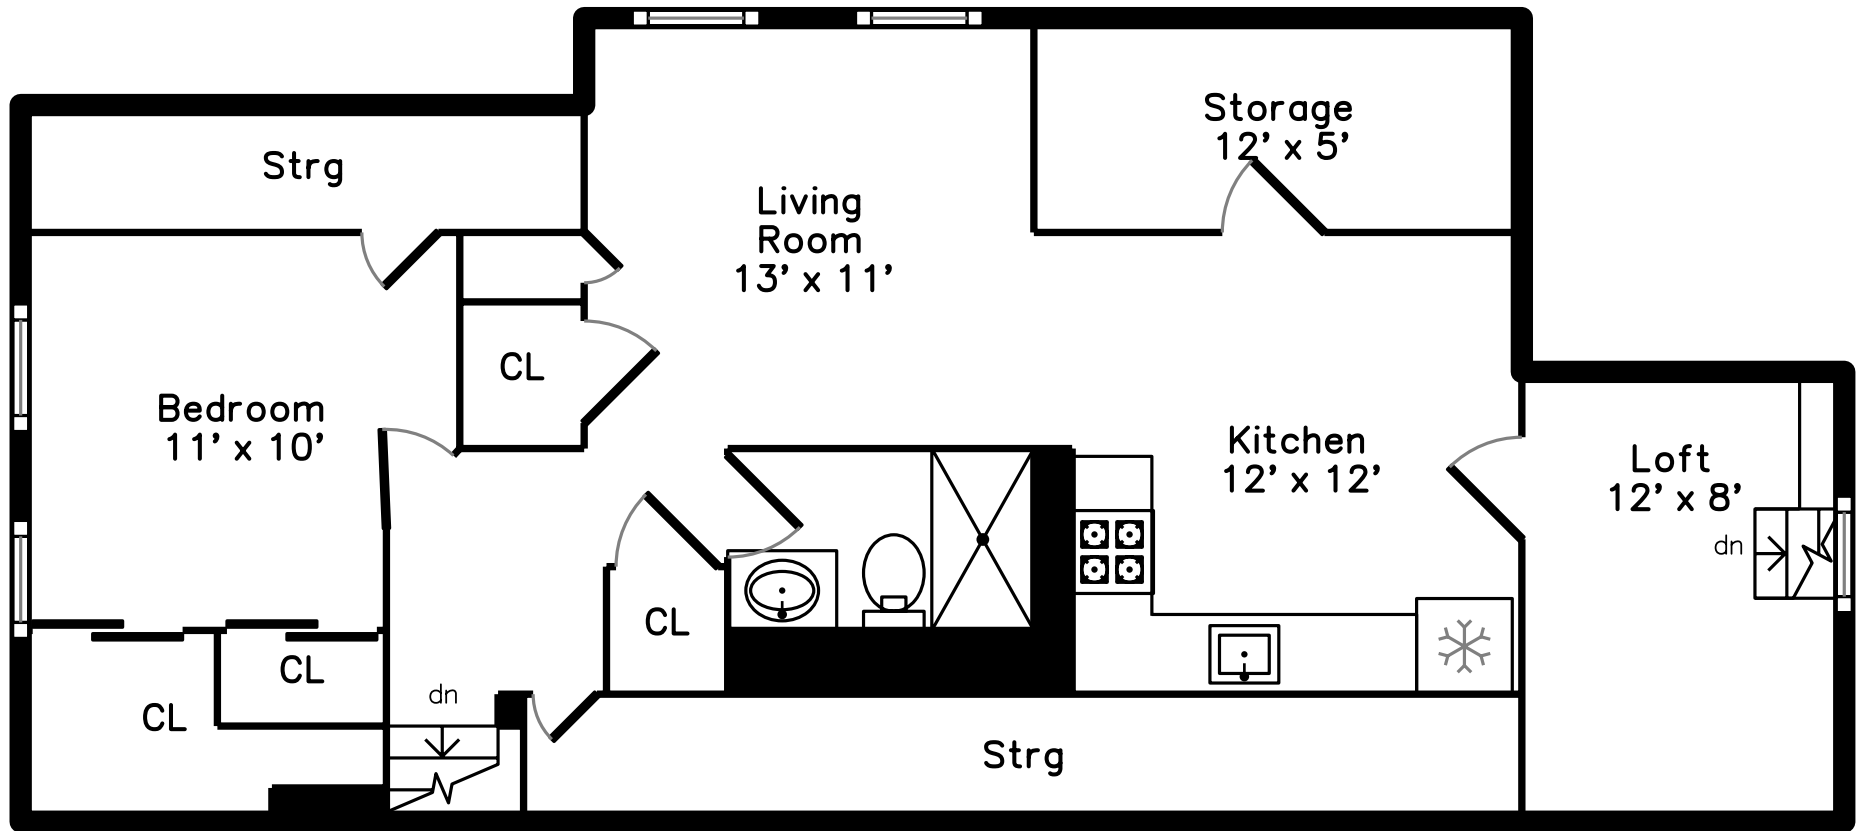 Storage
12' x 5'
Strg
Living
Room
13' x 11'
CL
Bedroom
11' x 10'
Kitchen
12' x 12'
Loft
12' x 8'
dn
CL
CL
dn
CL
Strg